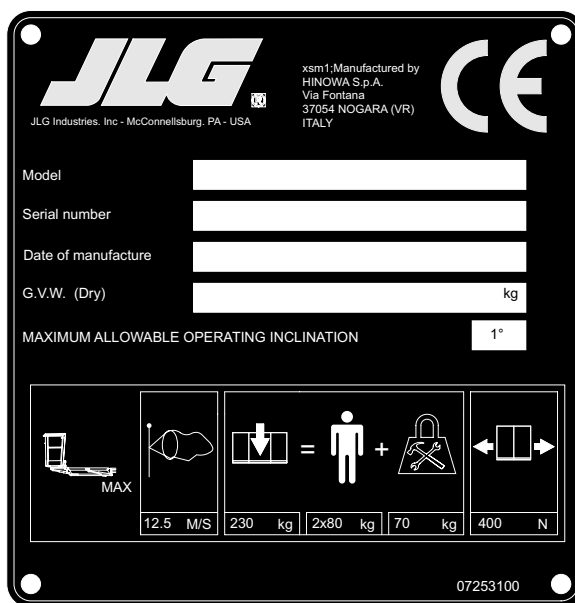 JLG®
JLG Industries. Inc - McConnellsburg. PA - USA
xsm1;Manufactured by
HINOWA S.p.A.
Via Fontana
37054 NOGARA (VR)
ITALY
CE
Model
Serial number
Date of manufacture
G.V.W. (Dry) kg
MAXIMUM ALLOWABLE OPERATING INCLINATION 1°
= +
MAX
12.5 M/S 230 kg 2x80 kg 70 kg 400 N
07253100